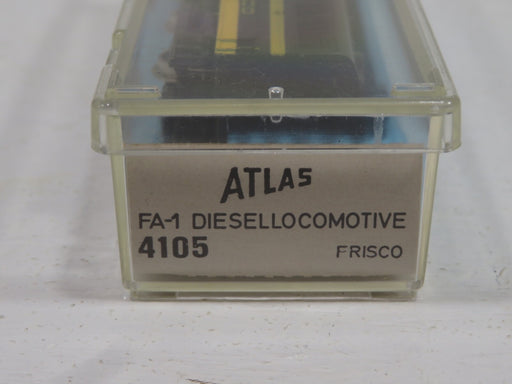 ATLAS
FA-1 DIESELLOCOMOTIVE
4105 FRISCO